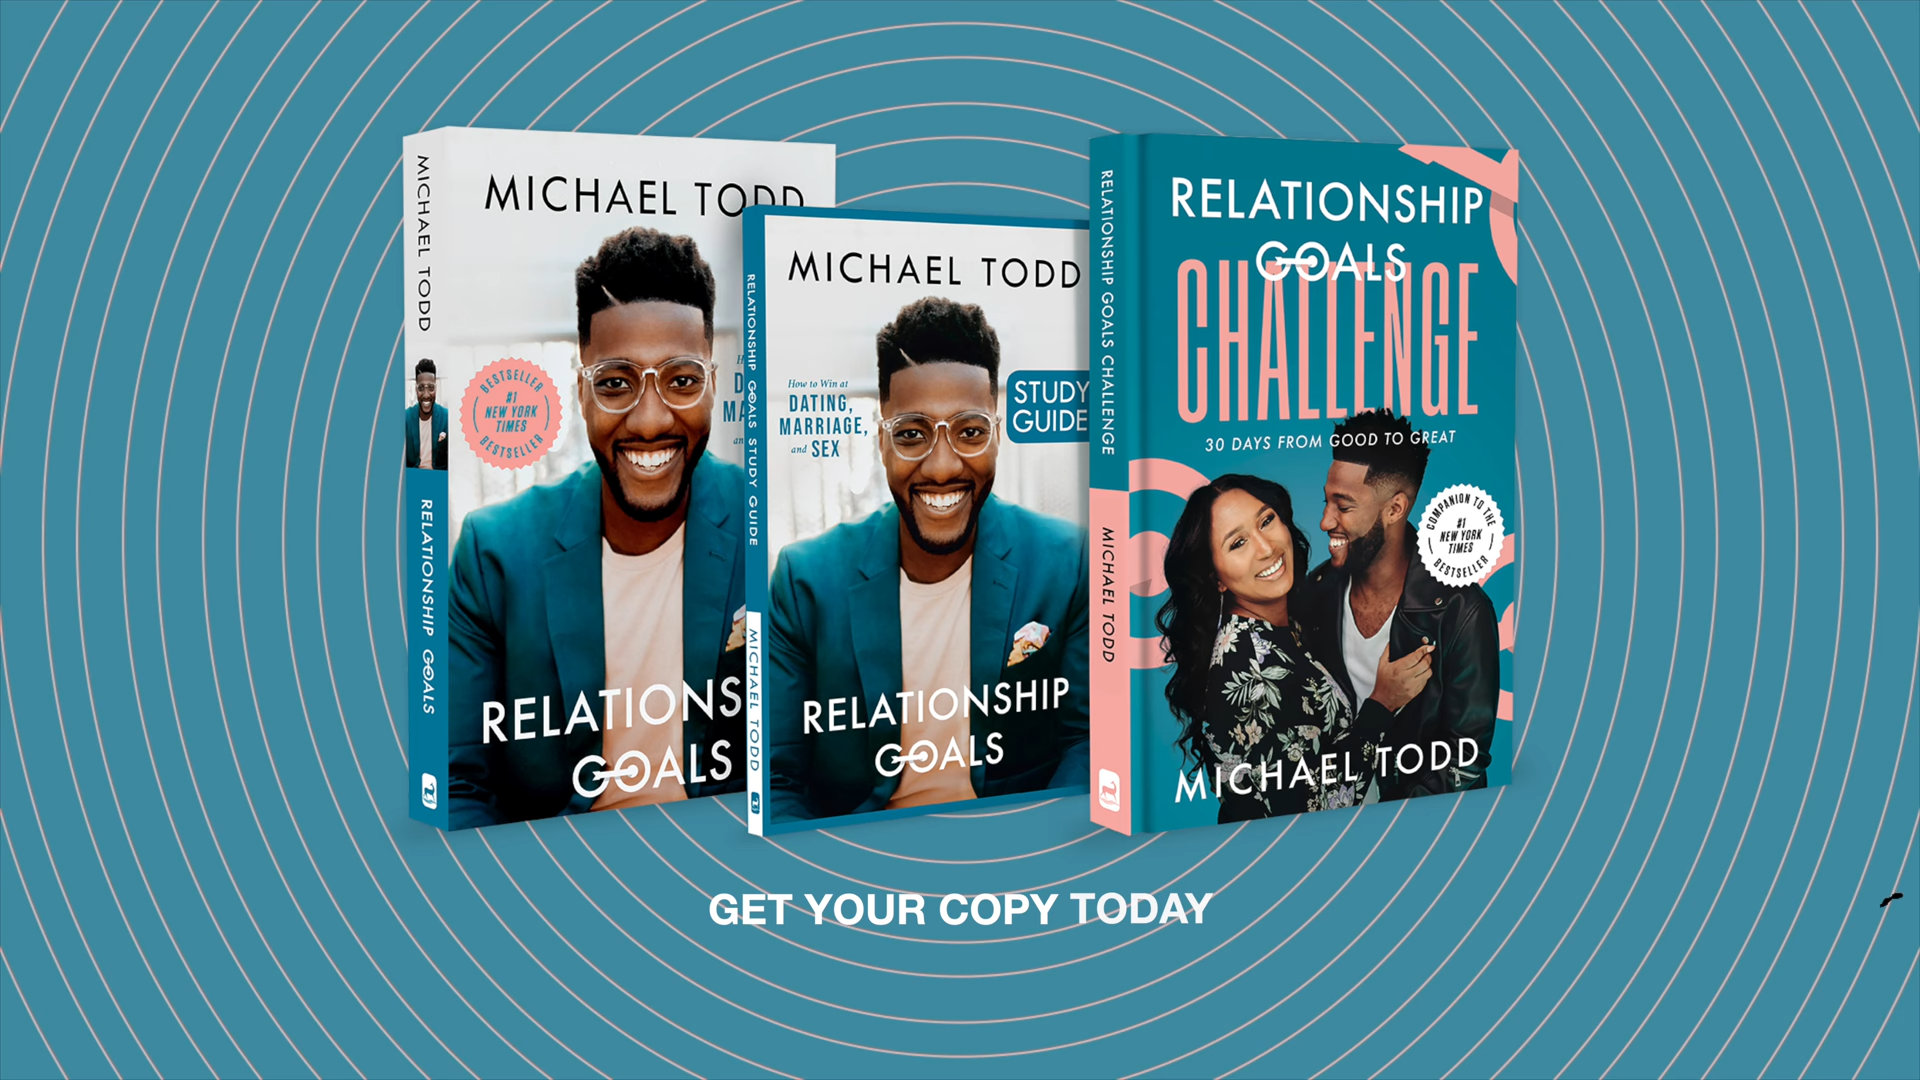 MICHAEL TODD
RELATIONSHIP GOALS
MICHAEL TODD
BESTSELLER
#1
NEW YORK
TIMES
BESTSELLER
RELATIONS
GOALS
RELATIONSHIP GOALS STUDY GUIDE
MICHAEL TODD
MICHAEL TODD
How to Win at
DATING,
MARRIAGE,
and SEX
STUDY
GUIDE
RELATIONSHIP
GOALS
RELATIONSHIP GOALS CHALLENGE
MICHAEL TODD
RELATIONSHIP
GOALS
CHALLENGE
30 DAYS FROM GOOD TO GREAT
COMPANION TO THE
#1
NEW YORK
TIMES
BESTSELLER
MICHAEL TODD
GET YOUR COPY TODAY